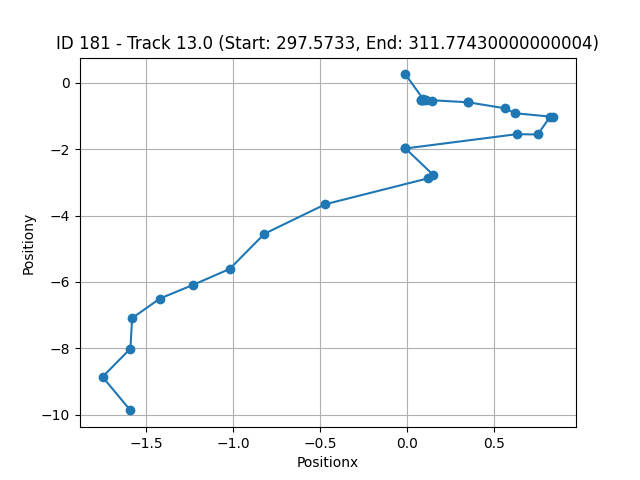 ID 181 - Track 13.0 (Start: 297.5733, End: 311.77430000000004)
0
−2
−4
−6
−8
−10
Positiony
−1.5 −1.0 −0.5 0.0 0.5
Positionx